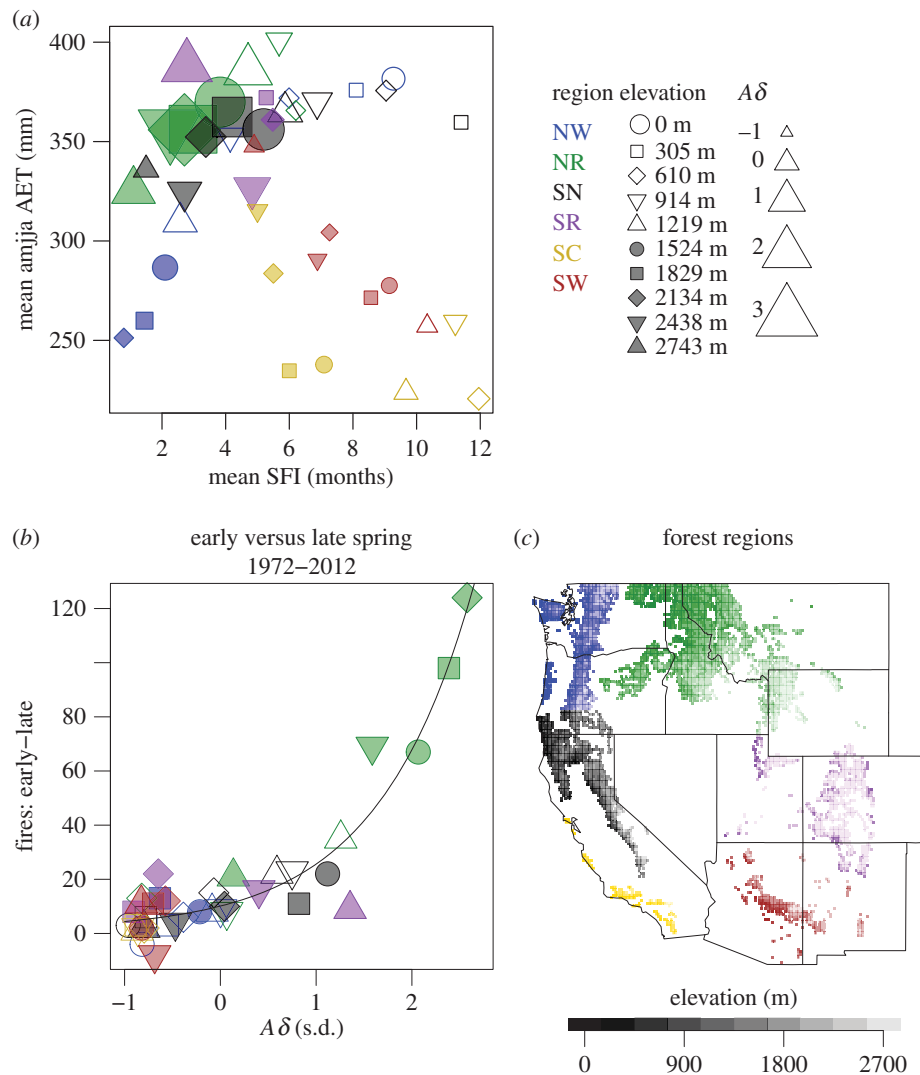 (a)
400
350
300
250
mean amjja AET (mm)
2 4 6 8 10 12
mean SFI (months)
region elevation Aδ
NW
NR
SN
SR
SC
SW
0 m
305 m
610 m
914 m
1219 m
1524 m
1829 m
2134 m
2438 m
2743 m
–1
0
1
2
3
(b) early versus late spring
1972–2012
120
80
60
40
20
0
fires: early–late
–1 0 1 2
Aδ (s.d.)
(c) forest regions
elevation (m)
0 900 1800 2700